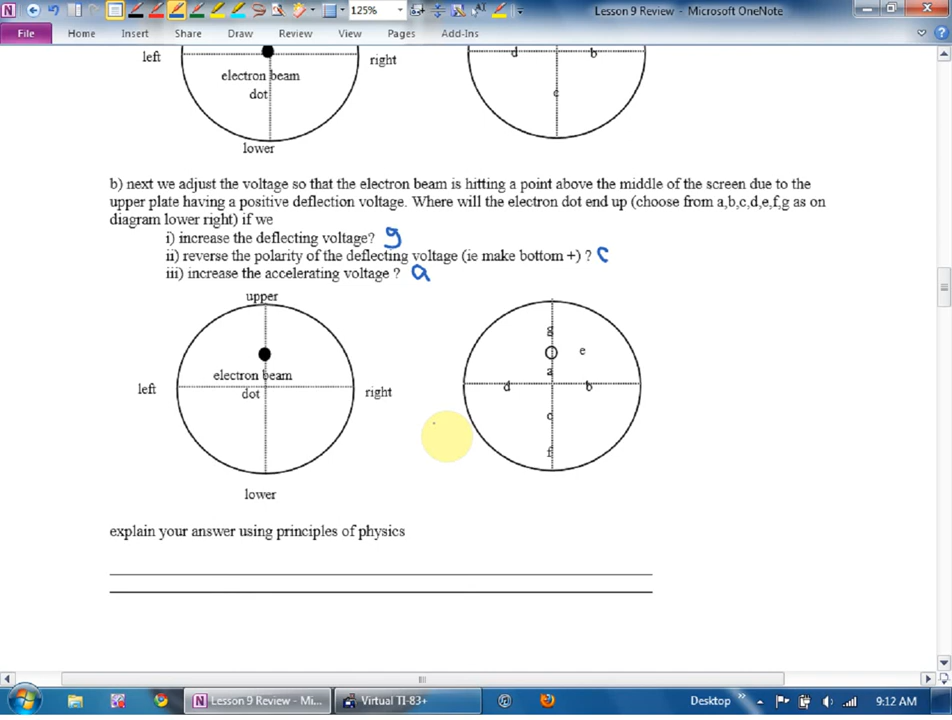 125%
Lesson 9 Review - Microsoft OneNote
File Home Insert Share Draw Review View Pages Add-Ins
left
right
electron beam
dot
lower
d
b
c
b) next we adjust the voltage so that the electron beam is hitting a point above the middle of the screen due to the
upper plate having a positive deflection voltage. Where will the electron dot end up (choose from a,b,c,d,e,f,g as on
diagram lower right) if we
i) increase the deflecting voltage? g
ii) reverse the polarity of the deflecting voltage (ie make bottom +) ? c
iii) increase the accelerating voltage ? a
upper
electron beam
left
dot
right
lower
g
e
a
d
b
c
f
explain your answer using principles of physics
Lesson 9 Review - Mi...
Virtual TI-83+
Desktop
9:12 AM